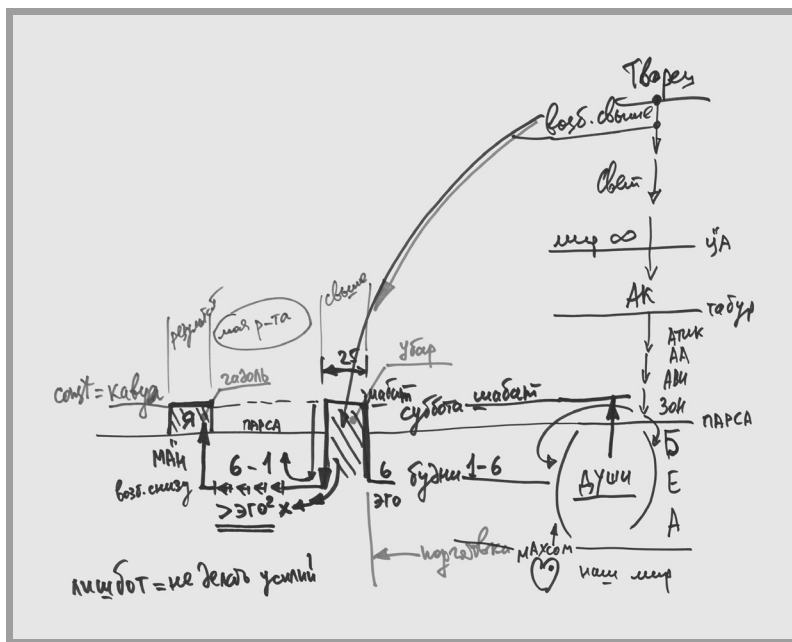 Творец
возб. свыше
Свет
мир ∞
ЦА
АК
табур
АТИК
АА
АВИ
ЗОН
ПАРСА
Б
Е
А
ДУШИ
МАХСОМ
наш мир
результат
моя р-та
свыше
25
Убар
гадоль
const = кавуа
Я
ПАРСА
шабат
суббота шабат
МАЙ
возб. снизу
6 - 1
> ЭГО² х
6
ЭГО
будни 1-6
подготовка
лишбот = не делать усилий